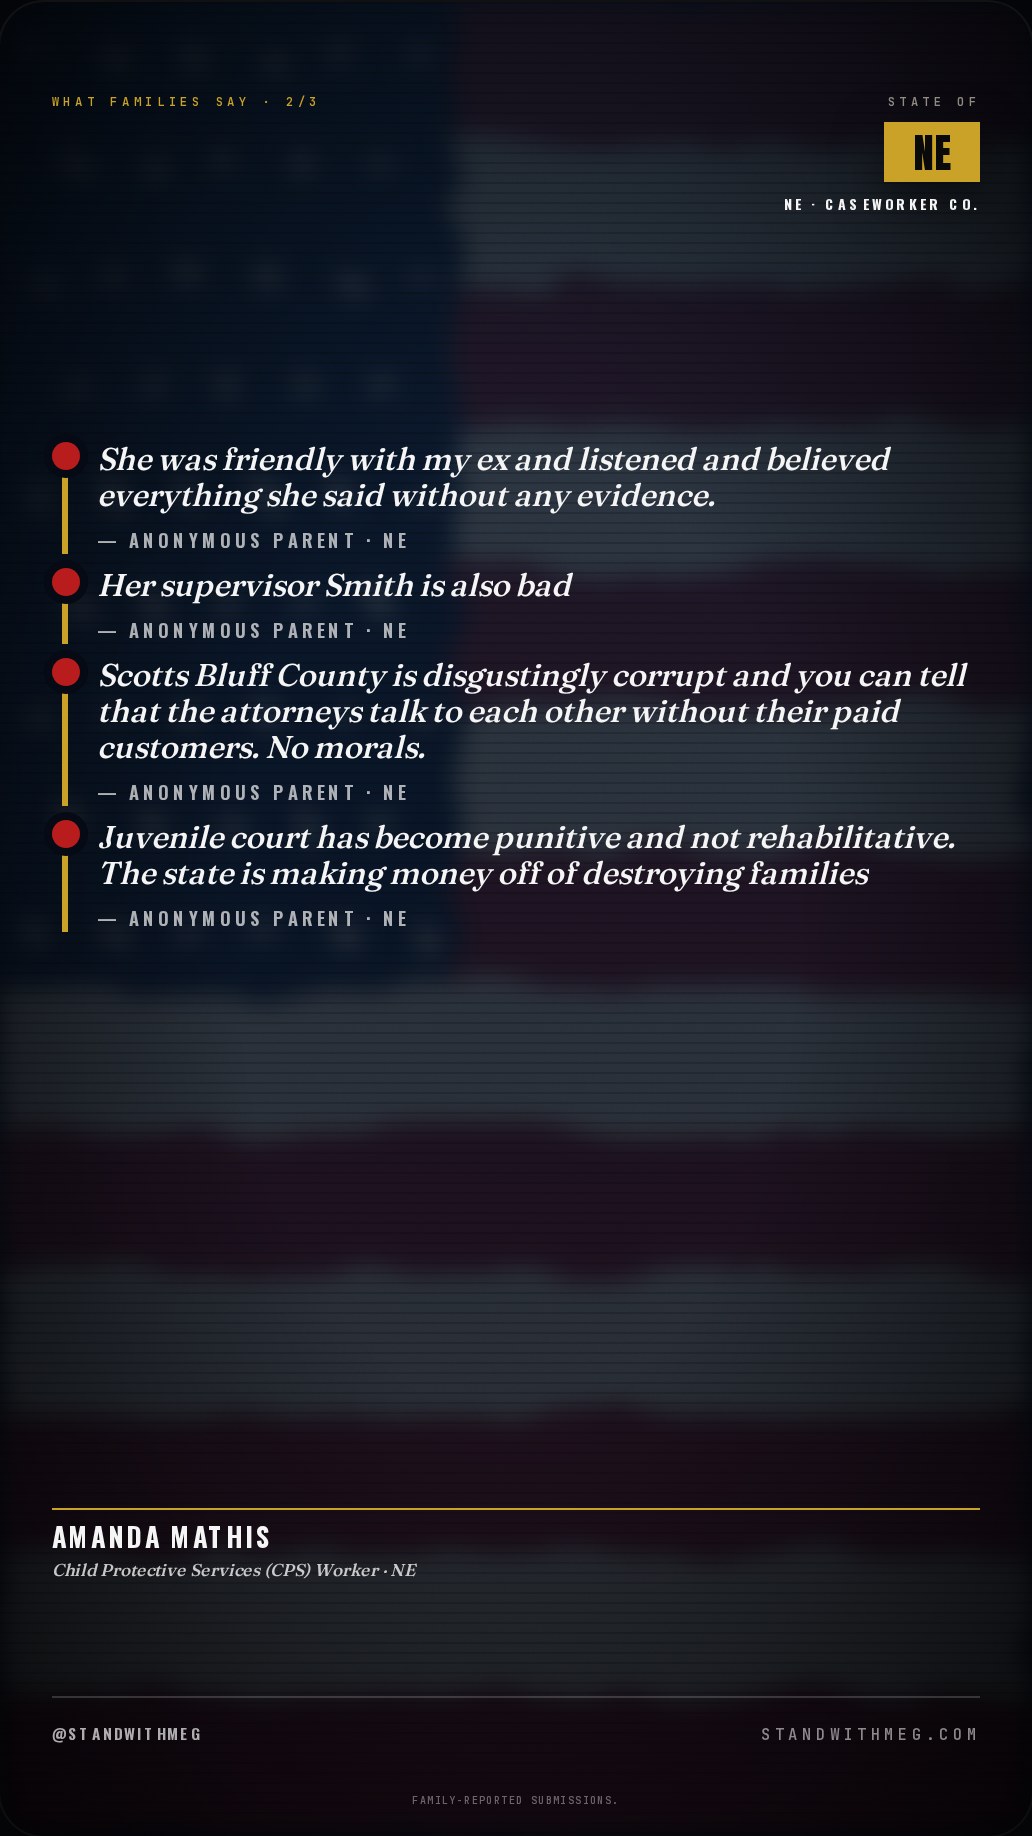 WHAT FAMILIES SAY · 2/3
STATE OF
NE
NE · CASEWORKER CO.
She was friendly with my ex and listened and believed
everything she said without any evidence.
— ANONYMOUS PARENT · NE
Her supervisor Smith is also bad
— ANONYMOUS PARENT · NE
Scotts Bluff County is disgustingly corrupt and you can tell
that the attorneys talk to each other without their paid
customers. No morals.
— ANONYMOUS PARENT · NE
Juvenile court has become punitive and not rehabilitative.
The state is making money off of destroying families
— ANONYMOUS PARENT · NE
AMANDA MATHIS
Child Protective Services (CPS) Worker · NE
@STANDWITHMEG
STANDWITHMEG.COM
FAMILY-REPORTED SUBMISSIONS.